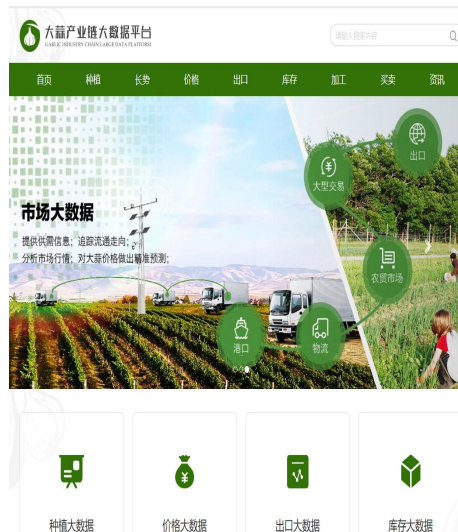 大蒜产业链大数据平台
GARLIC INDUSTRY CHAIN LARGE DATA PLATFORM
请输入搜索内容
首页 种植 长势 价格 出口 库存 加工 买卖 资讯
出口
大型交易
市场大数据
提供供需信息；追踪流通走向；
分析市场行情；对大蒜价格做出精准预测；
农贸市场
港口
物流
种植大数据 价格大数据 出口大数据 库存大数据